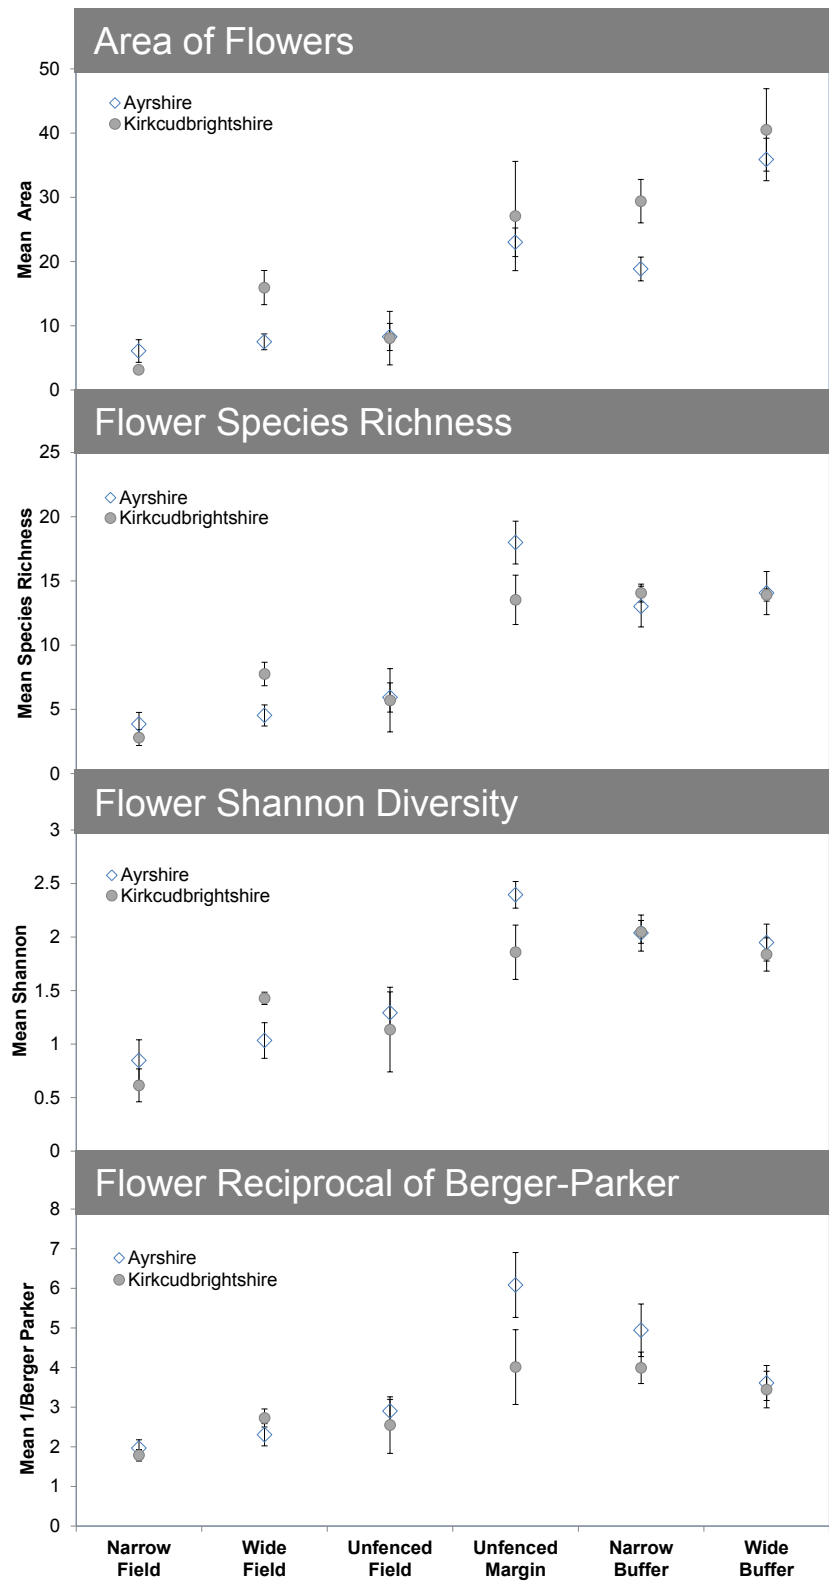 Area of Flowers
50
40
30
20
10
0
Mean Area
Ayrshire
Kirkcudbrightshire
Flower Species Richness
25
20
15
10
5
0
Mean Species Richness
Ayrshire
Kirkcudbrightshire
Flower Shannon Diversity
3
2.5
2
1.5
1
0.5
0
Mean Shannon
Ayrshire
Kirkcudbrightshire
Flower Reciprocal of Berger-Parker
8
7
6
5
4
3
2
1
0
Mean 1/Berger Parker
Ayrshire
Kirkcudbrightshire
Narrow Wide Unfenced Unfenced Narrow Wide
Field Field Field Margin Buffer Buffer